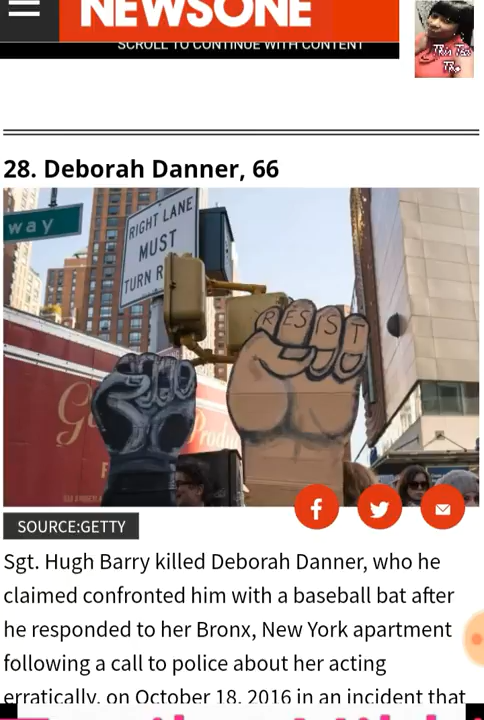 NEWSONE
SCROLL TO CONTINUE WITH CONTENT
28. Deborah Danner, 66
way
RIGHT LANE
MUST
TURN R
RESIST
G
Produ
SOURCE:GETTY
Sgt. Hugh Barry killed Deborah Danner, who he
claimed confronted him with a baseball bat after
he responded to her Bronx, New York apartment
following a call to police about her acting
erratically, on October 18, 2016 in an incident that